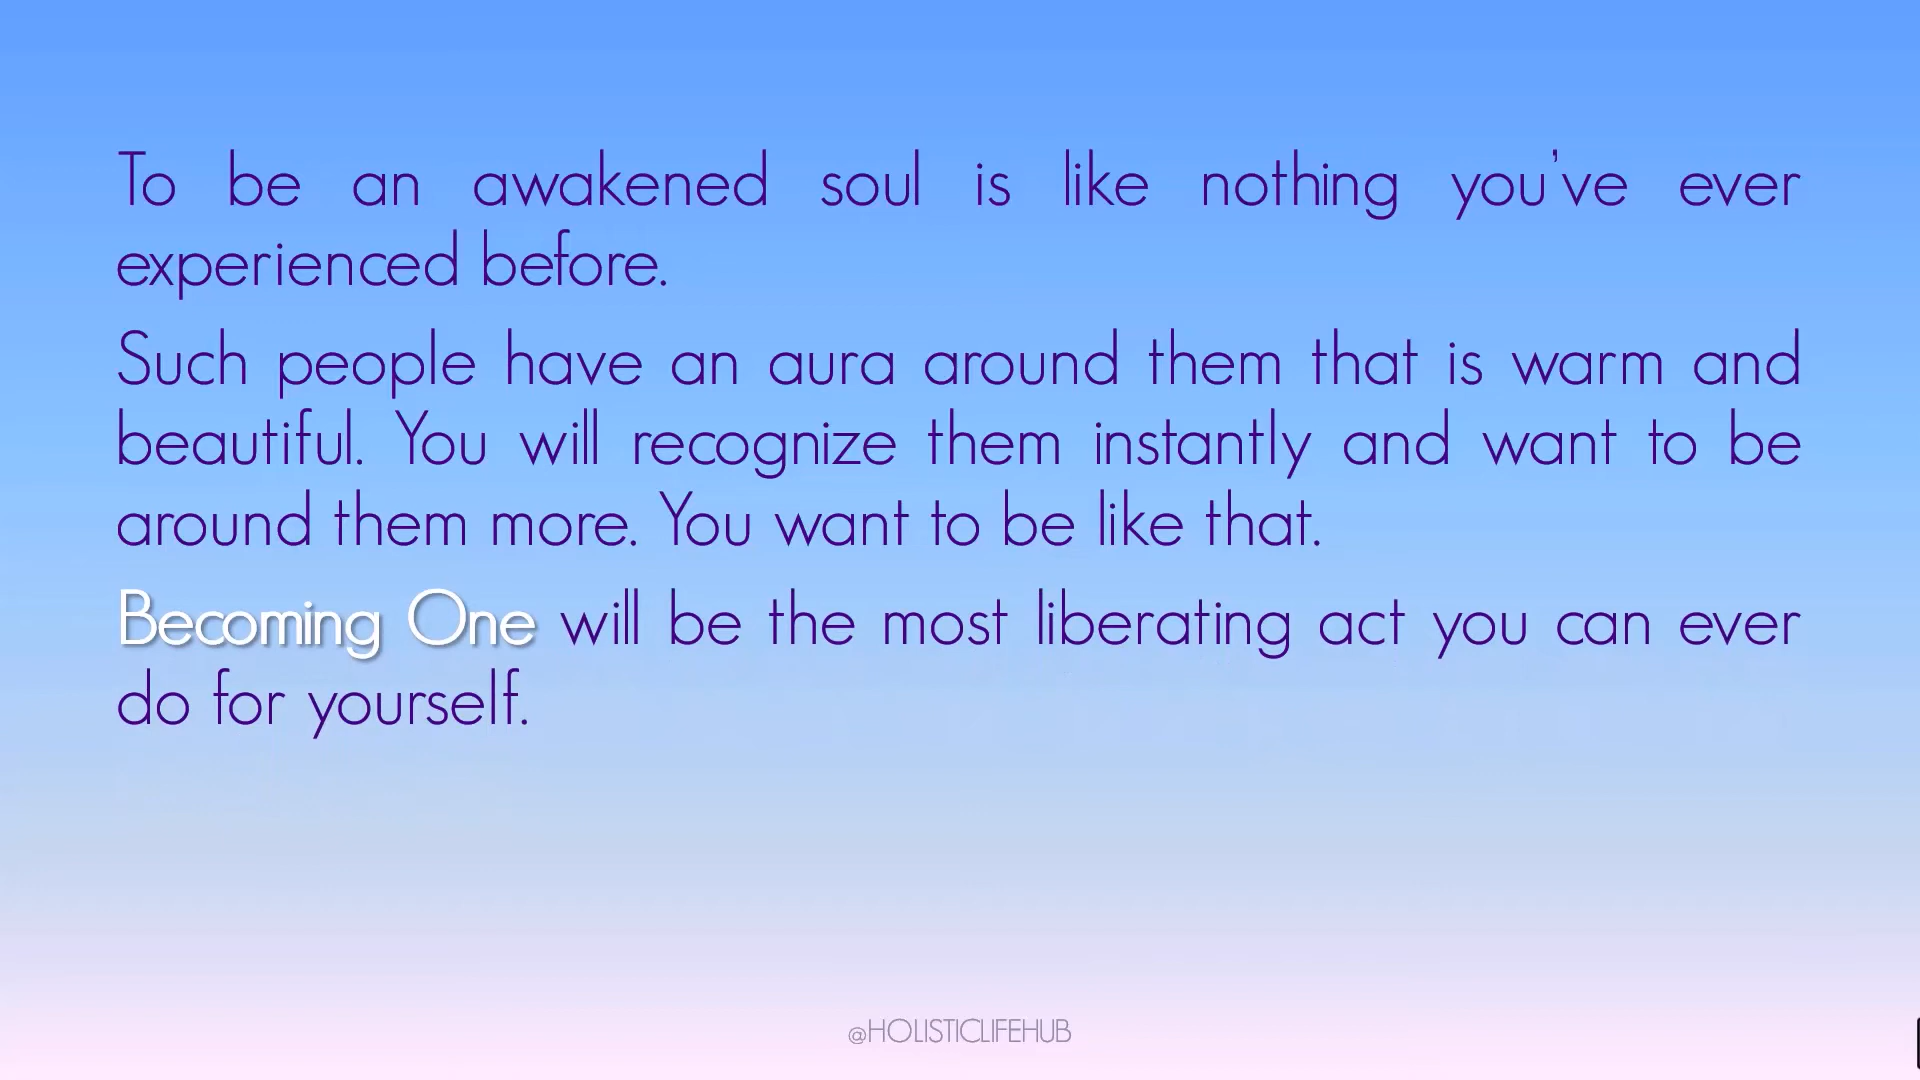 To be an awakened soul is like nothing you've ever
experienced before.
Such people have an aura around them that is warm and
beautiful. You will recognize them instantly and want to be
around them more. You want to be like that.
Becoming One will be the most liberating act you can ever
do for yourself.
@HOLISTICLIFEHUB